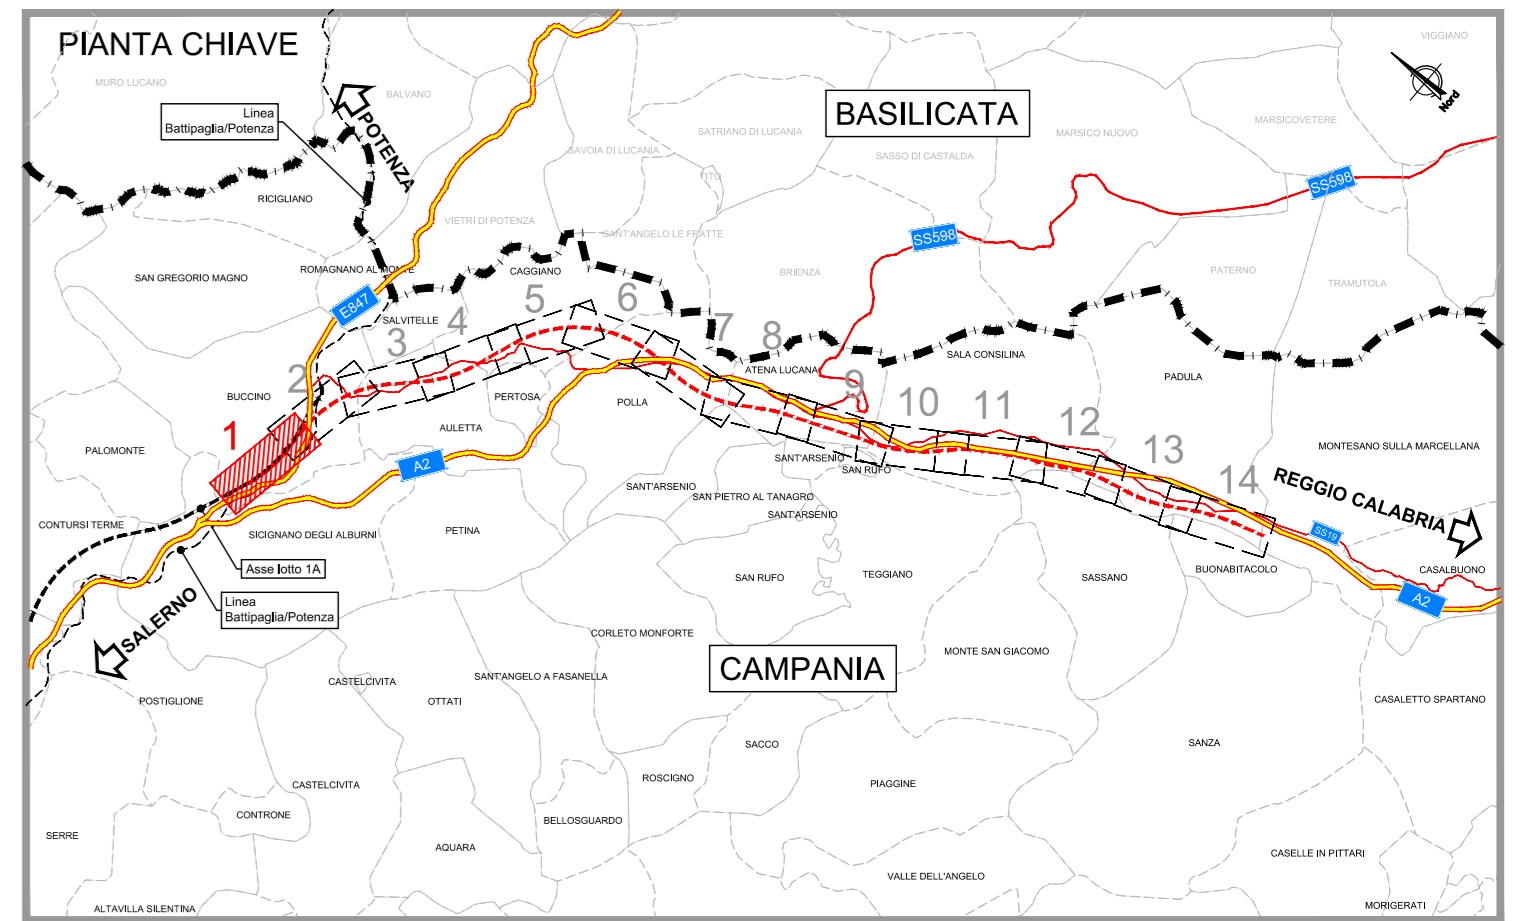 PIANTA CHIAVE
VIGGIANO
MURO LUCANO
BALVANO
Nord
Linea
Battipaglia/Potenza
POTENZA
BASILICATA
SATRIANO DI LUCANIA
MARSICO NUOVO
MARSICOVETERE
SAVOIA DI LUCANIA
SASSO DI CASTALDA
TITO
SS598
RICIGLIANO
VIETRI DI POTENZA
SANT'ANGELO LE FRATTE
SS598
SAN GREGORIO MAGNO
ROMAGNANO AL MONTE
CAGGIANO
BRIENZA
PATERNO
TRAMUTOLA
E847
SALVITELLE
5
6
7
8
3
4
ATENA LUCANA
SALA CONSILINA
PADULA
2
BUCCINO
PERTOSA
POLLA
9
10
11
12
13
14
1
AULETTA
PALOMONTE
A2
SANT'ARSENIO
SAN RUFO
MONTESANO SULLA MARCELLANA
SANT'ARSENIO
SAN PIETRO AL TANAGRO
SANT'ARSENIO
REGGIO CALABRIA
CONTURSI TERME
SICIGNANO DEGLI ALBURNI
PETINA
SS19
Asse lotto 1A
SAN RUFO
TEGGIANO
SASSANO
BUONABITACOLO
CASALBUONO
A2
Linea
Battipaglia/Potenza
SALERNO
CORLETO MONFORTE
CAMPANIA
MONTE SAN GIACOMO
POSTIGLIONE
CASTELCIVITA
OTTATI
SANT'ANGELO A FASANELLA
CASALETTO SPARTANO
SACCO
SANZA
CASTELCIVITA
ROSCIGNO
PIAGGINE
CONTRONE
BELLOSGUARDO
SERRE
AQUARA
CASELLE IN PITTARI
VALLE DELL'ANGELO
ALTAVILLA SILENTINA
MORIGERATI